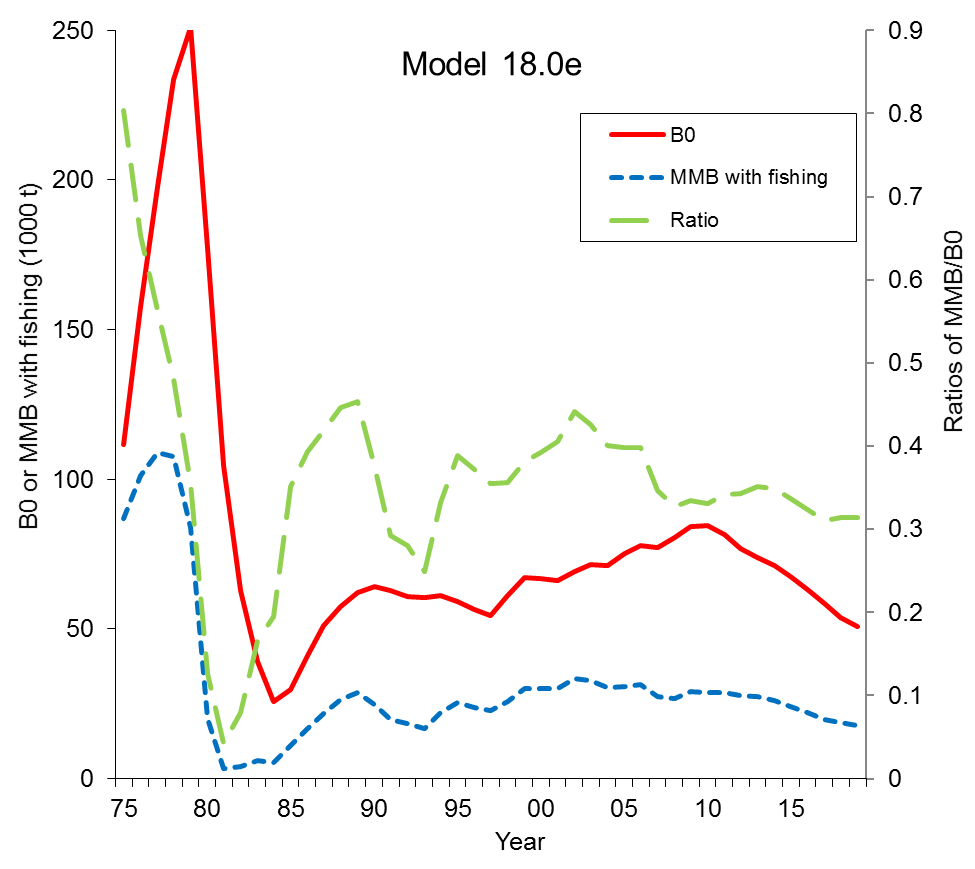 Model 18.0e
B0
MMB with fishing
Ratio
B0 or MMB with fishing (1000 t)
250
200
150
100
50
0
0.9
0.8
0.7
0.6
0.5
0.4
0.3
0.2
0.1
0
Ratios of MMB/B0
75 80 85 90 95 00 05 10 15
Year